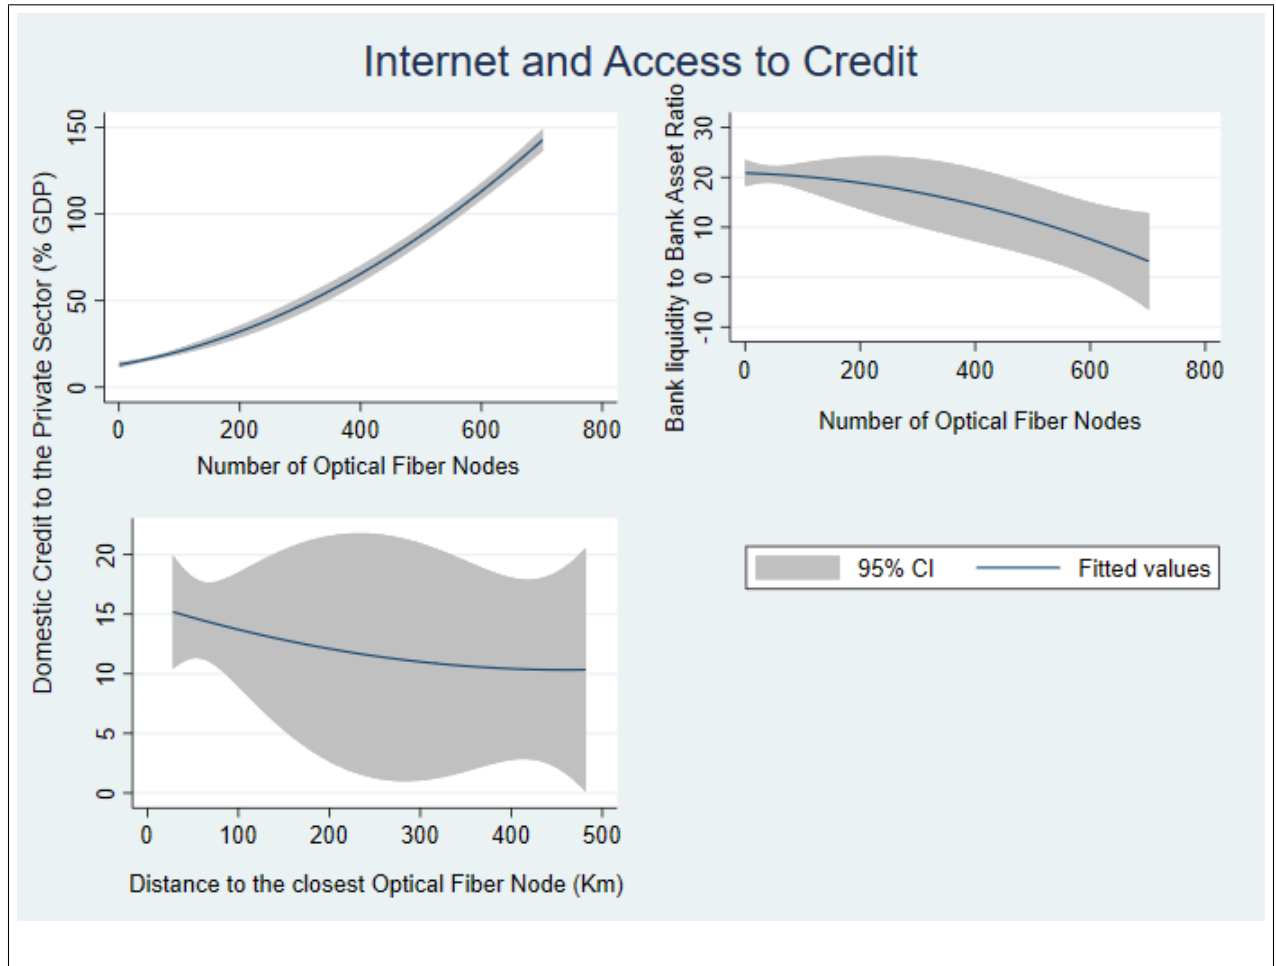 Internet and Access to Credit
Domestic Credit to the Private Sector (% GDP)
150
100
50
0
0 200 400 600 800
Number of Optical Fiber Nodes
Bank liquidity to Bank Asset Ratio
30
20
10
0
-10
0 200 400 600 800
Number of Optical Fiber Nodes
20
15
10
5
0
0 100 200 300 400 500
Distance to the closest Optical Fiber Node (Km)
95% CI Fitted values